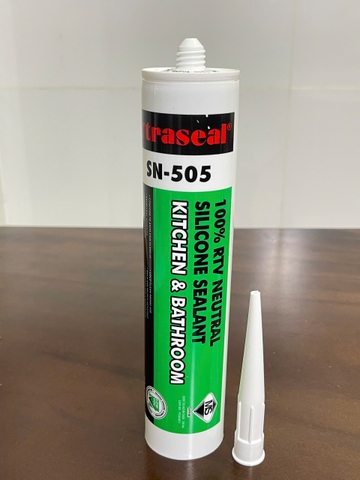 traseal®
SN-505
100% RTV NEUTRAL
SILICONE SEALANT
KITCHEN & BATHROOM